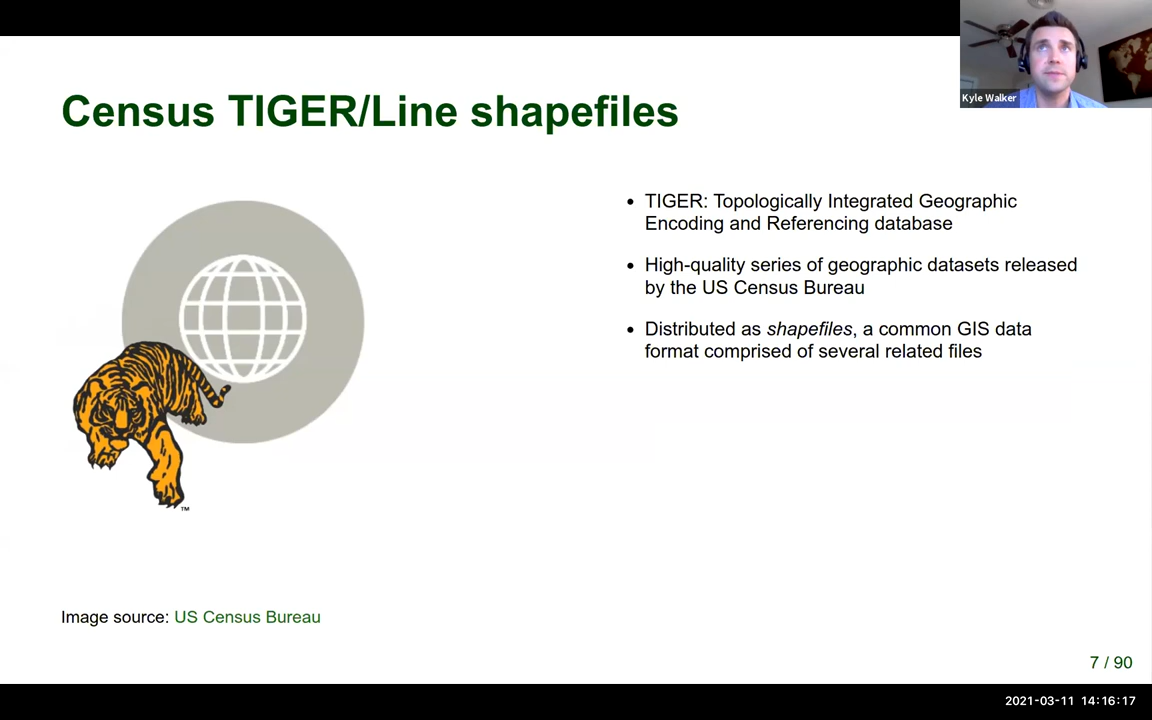 Kyle Walker
Census TIGER/Line shapefiles
• TIGER: Topologically Integrated Geographic
Encoding and Referencing database
• High-quality series of geographic datasets released
by the US Census Bureau
• Distributed as shapefiles, a common GIS data
format comprised of several related files
™
Image source: US Census Bureau
7 / 90
2021-03-11 14:16:17